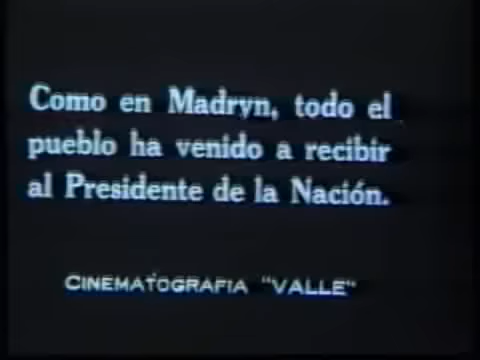 Como en Madryn, todo el
pueblo ha venido a recibir
al Presidente de la Nación.
CINEMATOGRAFIA "VALLE"